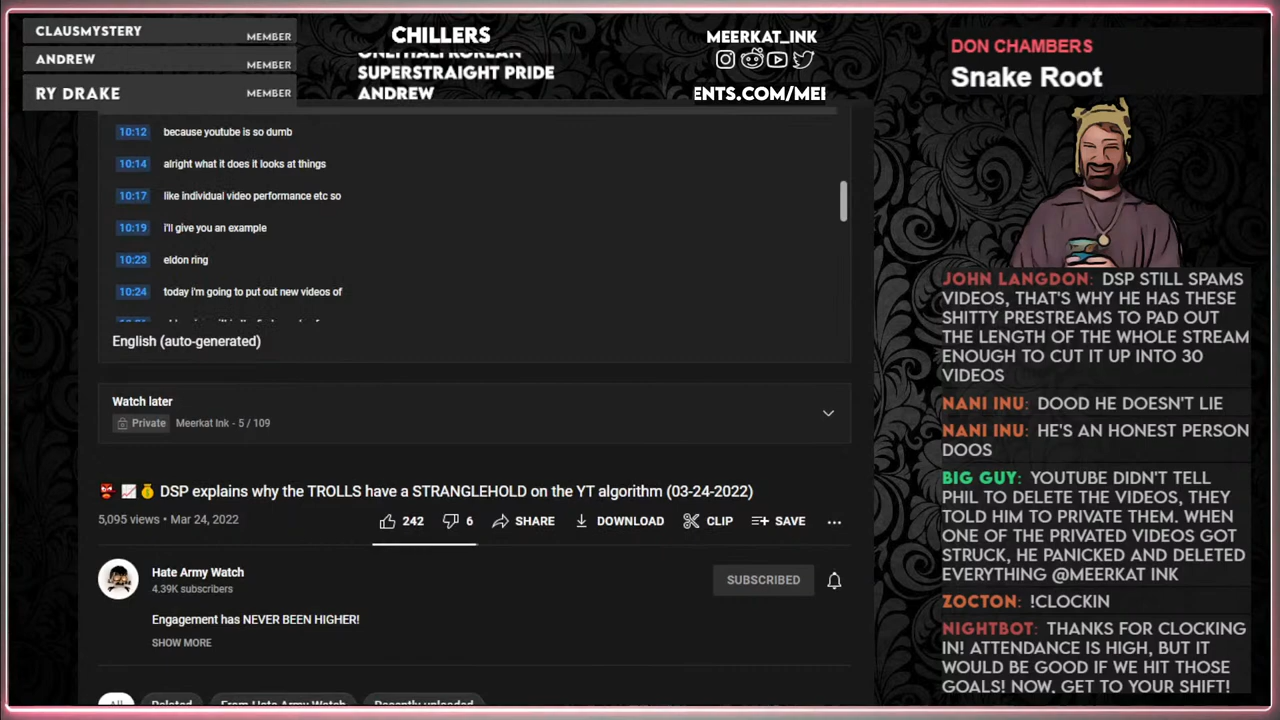 CLAUSMYSTERY
MEMBER
ANDREW
MEMBER
RY DRAKE
MEMBER
CHILLERS
SUPERSTRAIGHT PRIDE
ANDREW
MEERKAT_INK
ENTS.COM/MEI
DON CHAMBERS
Snake Root
10:12 because youtube is so dumb
10:14 alright what it does it looks at things
10:17 like individual video performance etc so
10:19 i'll give you an example
10:23 eldon ring
10:24 today i'm going to put out new videos of
English (auto-generated)
Watch later
Private Meerkat Ink - 5 / 109
DSP explains why the TROLLS have a STRANGLEHOLD on the YT algorithm (03-24-2022)
5,095 views • Mar 24, 2022
242
6
SHARE
DOWNLOAD
CLIP
SAVE
Hate Army Watch
4.39K subscribers
SUBSCRIBED
Engagement has NEVER BEEN HIGHER!
SHOW MORE
All
Related
From Hate Army Watch
Recently uploaded
JOHN LANGDON: DSP STILL SPAMS
VIDEOS, THAT'S WHY HE HAS THESE
SHITTY PRESTREAMS TO PAD OUT
THE LENGTH OF THE WHOLE STREAM
ENOUGH TO CUT IT UP INTO 30
VIDEOS
NANI INU: DOOD HE DOESN'T LIE
NANI INU: HE'S AN HONEST PERSON
DOOS
BIG GUY: YOUTUBE DIDN'T TELL
PHIL TO DELETE THE VIDEOS, THEY
TOLD HIM TO PRIVATE THEM. WHEN
ONE OF THE PRIVATED VIDEOS GOT
STRUCK, HE PANICKED AND DELETED
EVERYTHING @MEERKAT INK
ZOCTON: !CLOCKIN
NIGHTBOT: THANKS FOR CLOCKING
IN! ATTENDANCE IS HIGH, BUT IT
WOULD BE GOOD IF WE HIT THOSE
GOALS! NOW, GET TO YOUR SHIFT!